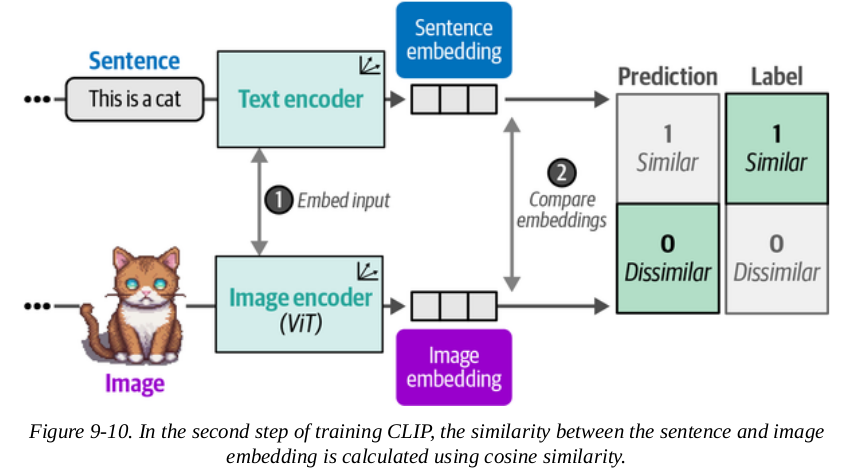 Sentence
This is a cat
Text encoder
Sentence
embedding
Prediction
Label
1
Similar
1
Similar
1 Embed input
2
Compare
embeddings
0
Dissimilar
0
Dissimilar
Image encoder
(ViT)
Image
Image
embedding
Figure 9-10. In the second step of training CLIP, the similarity between the sentence and image
embedding is calculated using cosine similarity.